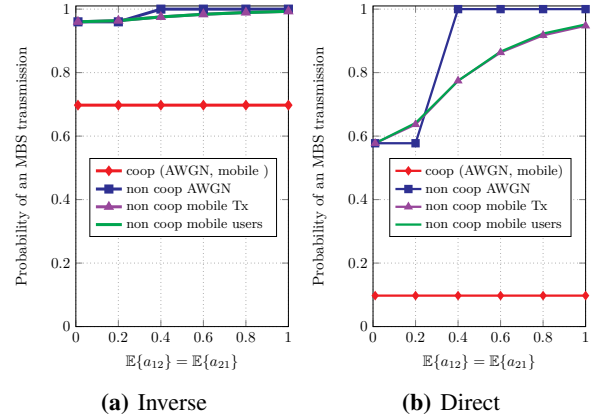 Probability of an MBS transmission
1
0.8
0.6
0.4
0.2
0
coop (AWGN, mobile )
non coop AWGN
non coop mobile Tx
non coop mobile users
0 0.2 0.4 0.6 0.8 1
𝔼{a₁₂} = 𝔼{a₂₁}
(a) Inverse
Probability of an MBS transmission
1
0.8
0.6
0.4
0.2
0
coop (AWGN, mobile)
non coop AWGN
non coop mobile Tx
non coop mobile users
0 0.2 0.4 0.6 0.8 1
𝔼{a₁₂} = 𝔼{a₂₁}
(b) Direct